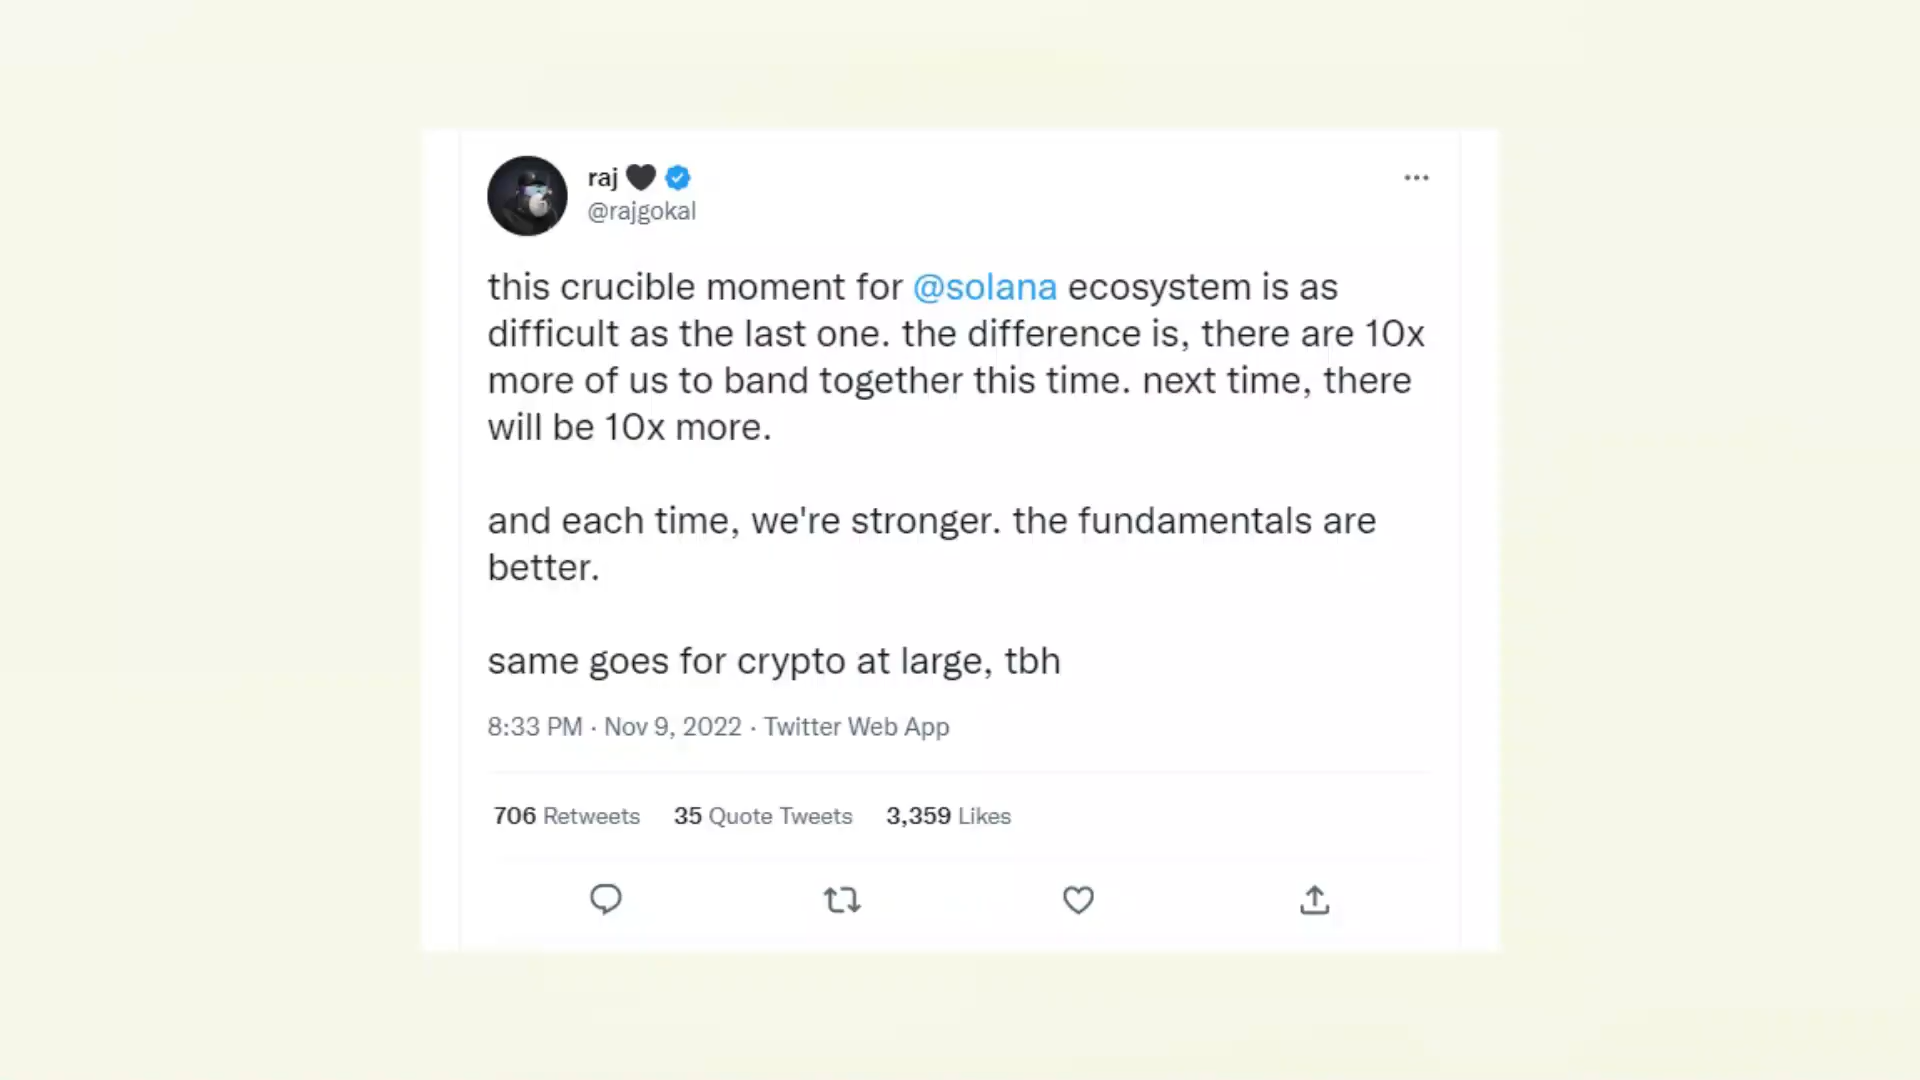 raj 🖤
@rajgokal
this crucible moment for @solana ecosystem is as
difficult as the last one. the difference is, there are 10x
more of us to band together this time. next time, there
will be 10x more.
and each time, we're stronger. the fundamentals are
better.
same goes for crypto at large, tbh
8:33 PM · Nov 9, 2022 · Twitter Web App
706 Retweets 35 Quote Tweets 3,359 Likes